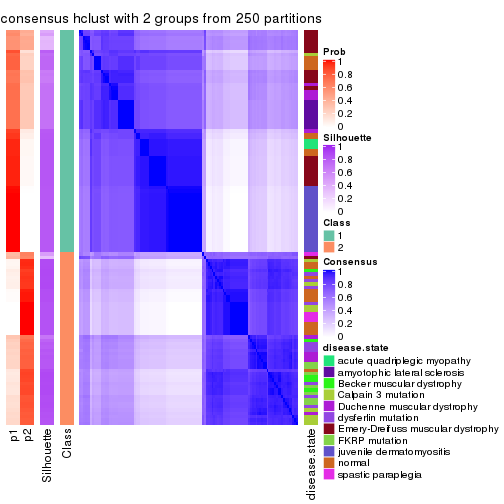 consensus hclust with 2 groups from 250 partitions
Prob
1
0.8
0.6
0.4
0.2
0
Silhouette
1
0.8
0.6
0.4
0.2
0
Class
1
2
Consensus
1
0.8
0.6
0.4
0.2
0
disease.state
acute quadriplegic myopathy
amyotophic lateral sclerosis
Becker muscular dystrophy
Calpain 3 mutation
Duchenne muscular dystrophy
dysferlin mutation
Emery-Dreifuss muscular dystrophy
FKRP mutation
juvenile dermatomyositis
normal
spastic paraplegia
p1
p2
Silhouette
Class
disease.state